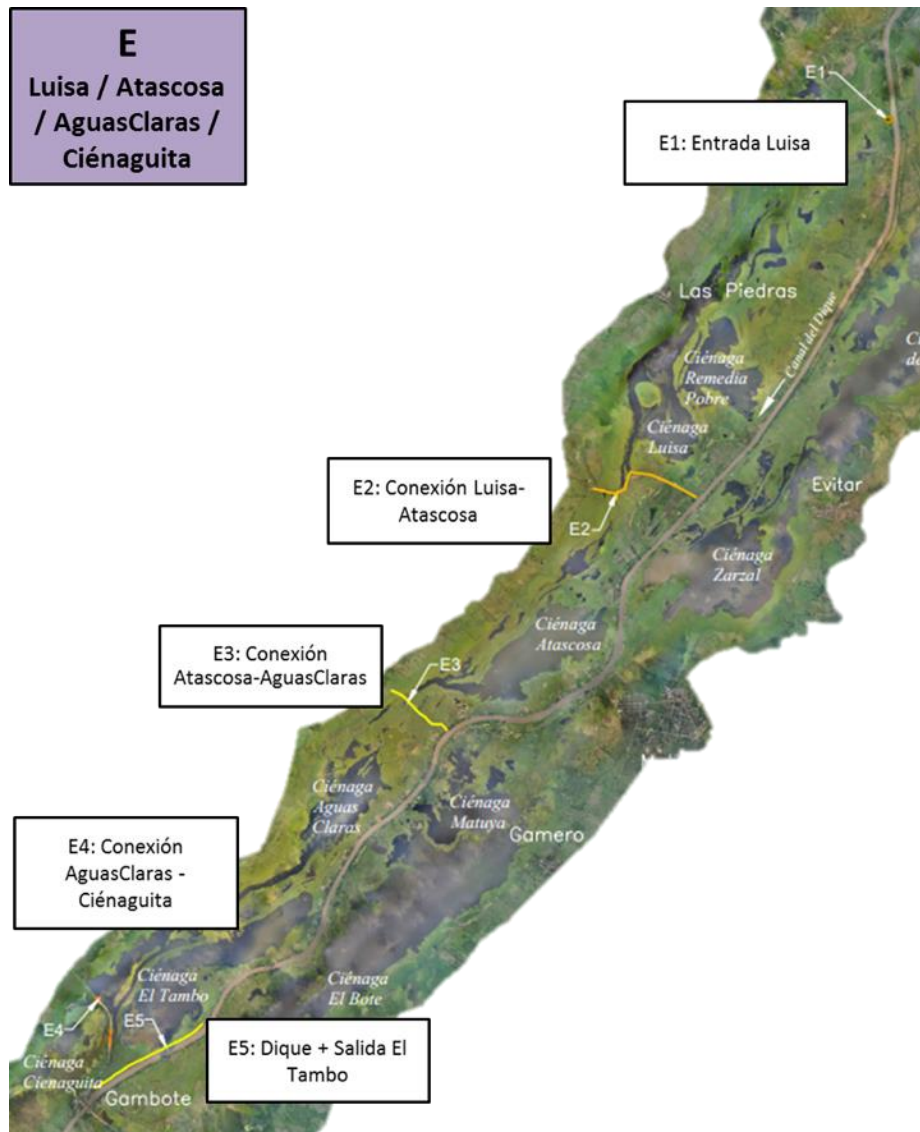 E
Luisa / Atascosa
/ AguasClaras /
Ciénaguita
E1
E1: Entrada Luisa
Las Piedras
Canal del Dique
Ciénaga
Remedia
Pobre
Ciénaga
Luisa
E2: Conexión Luisa-
Atascosa
E2
Evitar
Ciénaga
Zarzal
Ciénaga
Atascosa
E3: Conexión
Atascosa-AguasClaras
E3
Ciénaga
Aguas
Claras
Ciénaga
Matuya
Gamero
E4: Conexión
AguasClaras -
Ciénaguita
Ciénaga
El Tambo
Ciénaga
El Bote
E4
E5
E5: Dique + Salida El
Tambo
Ciénaga
Cienaguita
Gambote